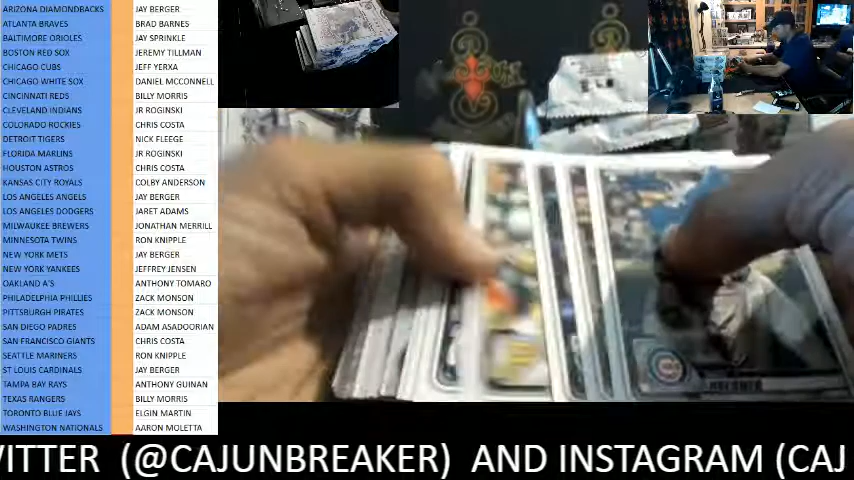 ARIZONA DIAMONDBACKS JAY BERGER
ATLANTA BRAVES BRAD BARNES
BALTIMORE ORIOLES JAY SPRINKLE
BOSTON RED SOX JEREMY TILLMAN
CHICAGO CUBS JEFF YERXA
CHICAGO WHITE SOX DANIEL MCCONNELL
CINCINATTI REDS BILLY MORRIS
CLEVELAND INDIANS JR ROGINSKI
COLORADO ROCKIES CHRIS COSTA
DETROIT TIGERS NICK FLEEGE
FLORIDA MARLINS JR ROGINSKI
HOUSTON ASTROS CHRIS COSTA
KANSAS CITY ROYALS COLBY ANDERSON
LOS ANGELES ANGELS JAY BERGER
LOS ANGELES DODGERS JARET ADAMS
MILWAUKEE BREWERS JONATHAN MERRILL
MINNESOTA TWINS RON KNIPPLE
NEW YORK METS JAY BERGER
NEW YORK YANKEES JEFFREY JENSEN
OAKLAND A'S ANTHONY TOMARO
PHILADELPHIA PHILLIES ZACK MONSON
PITTSBURGH PIRATES ZACK MONSON
SAN DIEGO PADRES ADAM ASADOORIAN
SAN FRANCISCO GIANTS CHRIS COSTA
SEATTLE MARINERS RON KNIPPLE
ST LOUIS CARDINALS JAY BERGER
TAMPA BAY RAYS ANTHONY GUINAN
TEXAS RANGERS BILLY MORRIS
TORONTO BLUE JAYS ELGIN MARTIN
WASHINGTON NATIONALS AARON MOLETTA
VITTER (@CAJUNBREAKER) AND INSTAGRAM (CAJ